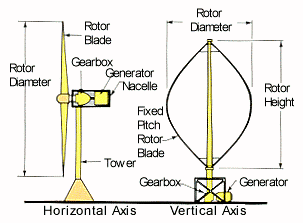 Rotor
Blade
Rotor
Diameter
Gearbox
Generator
Nacelle
Tower
Horizontal Axis
Rotor
Diameter
Rotor
Height
Fixed
Pitch
Rotor
Blade
Gearbox
Generator
Vertical Axis